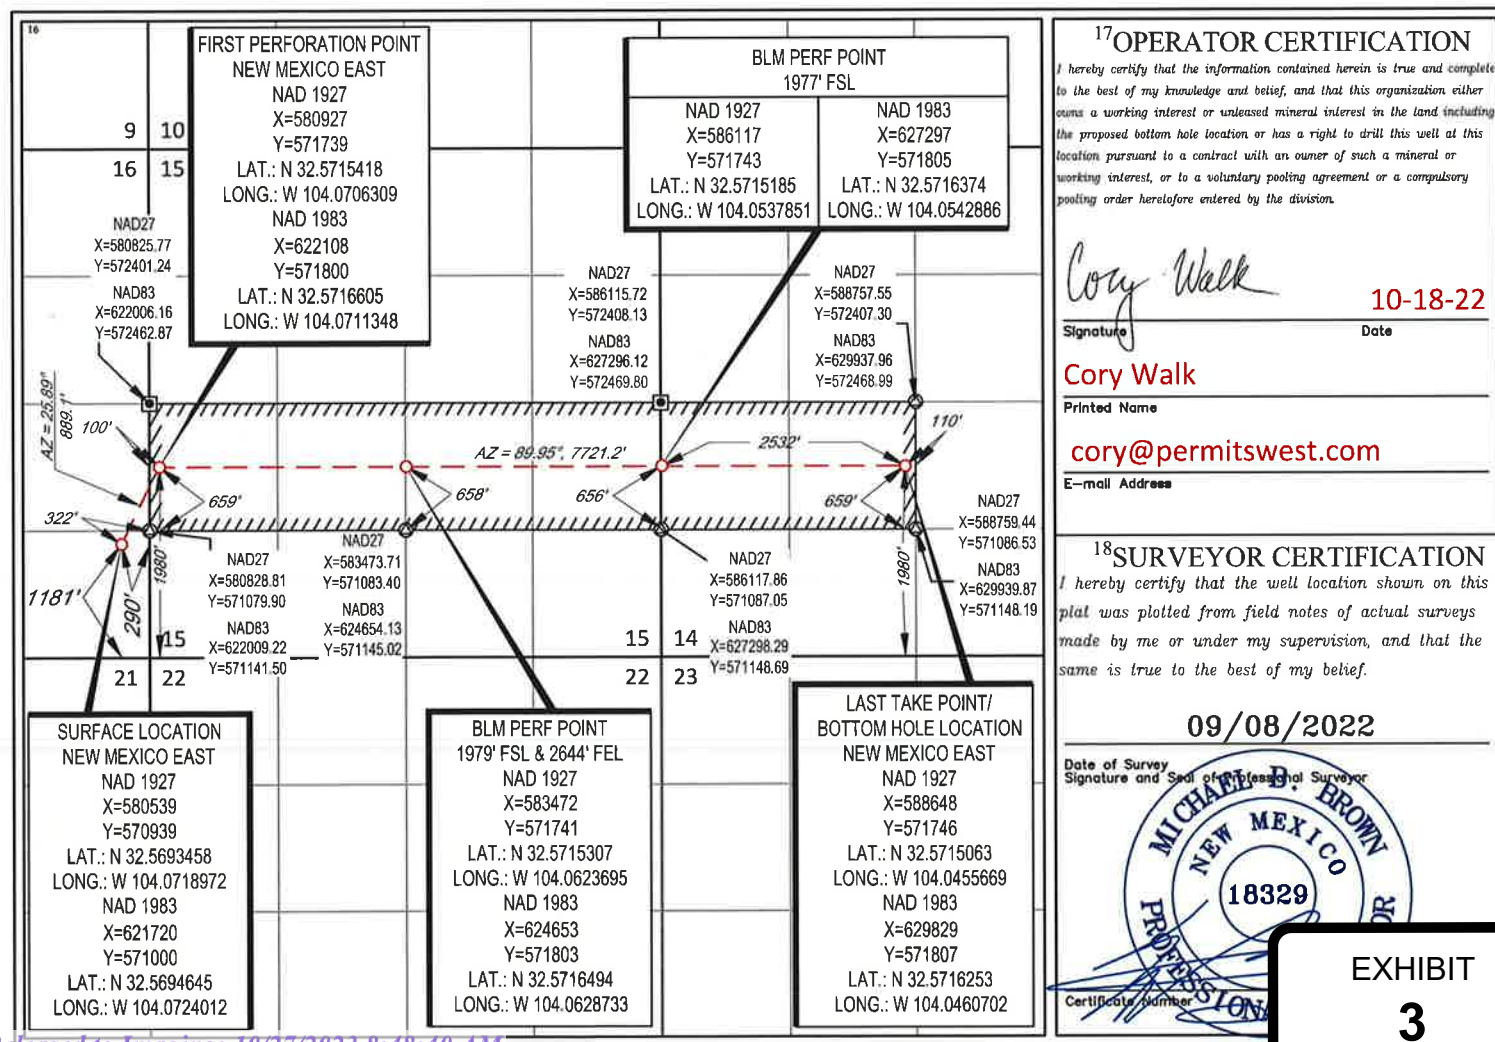 16
FIRST PERFORATION POINT
NEW MEXICO EAST
NAD 1927
X=580927
Y=571739
LAT.: N 32.5715418
LONG.: W 104.0706309
NAD 1983
X=622108
Y=571800
LAT.: N 32.5716605
LONG.: W 104.0711348
BLM PERF POINT
1977' FSL
NAD 1927
X=586117
Y=571743
LAT.: N 32.5715185
LONG.: W 104.0537851
NAD 1983
X=627297
Y=571805
LAT.: N 32.5716374
LONG.: W 104.0542886
9 10
16 15
NAD27
X=580825.77
Y=572401.24
NAD83
X=622006.16
Y=572462.87
NAD27
X=586115.72
Y=572408.13
NAD83
X=627296.12
Y=572469.80
NAD27
X=588757.55
Y=572407.30
NAD83
X=629937.96
Y=572468.99
AZ = 25.89°
889.1'
100'
AZ = 89.95°, 7721.2'
2532'
110'
659'
658'
656'
659'
322'
1181'
290'
1980'
1980'
NAD27
X=580828.81
Y=571079.90
NAD83
X=622009.22
Y=571141.50
NAD27
X=583473.71
Y=571083.40
NAD83
X=624654.13
Y=571145.02
NAD27
X=586117.86
Y=571087.05
NAD83
X=627298.29
Y=571148.69
NAD27
X=588759.44
Y=571086.53
NAD83
X=629939.87
Y=571148.19
15
21 22
15 14
22 23
SURFACE LOCATION
NEW MEXICO EAST
NAD 1927
X=580539
Y=570939
LAT.: N 32.5693458
LONG.: W 104.0718972
NAD 1983
X=621720
Y=571000
LAT.: N 32.5694645
LONG.: W 104.0724012
BLM PERF POINT
1979' FSL & 2644' FEL
NAD 1927
X=583472
Y=571741
LAT.: N 32.5715307
LONG.: W 104.0623695
NAD 1983
X=624653
Y=571803
LAT.: N 32.5716494
LONG.: W 104.0628733
LAST TAKE POINT/
BOTTOM HOLE LOCATION
NEW MEXICO EAST
NAD 1927
X=588648
Y=571746
LAT.: N 32.5715063
LONG.: W 104.0455669
NAD 1983
X=629829
Y=571807
LAT.: N 32.5716253
LONG.: W 104.0460702
17 OPERATOR CERTIFICATION
I hereby certify that the information contained herein is true and complete
to the best of my knowledge and belief, and that this organization either
owns a working interest or unleased mineral interest in the land including
the proposed bottom hole location or has a right to drill this well at this
location pursuant to a contract with an owner of such a mineral or
working interest, or to a voluntary pooling agreement or a compulsory
pooling order heretofore entered by the division.
Cory Walk
10-18-22
Signature Date
Cory Walk
Printed Name
cory@permitswest.com
E-mail Address
18 SURVEYOR CERTIFICATION
I hereby certify that the well location shown on this
plat was plotted from field notes of actual surveys
made by me or under my supervision, and that the
same is true to the best of my belief.
09/08/2022
Date of Survey
Signature and Seal of Professional Surveyor
MICHAEL B. BROWN
NEW MEXICO
18329
Certificate Number
EXHIBIT
3
10/27/2023 8:48:40 AM